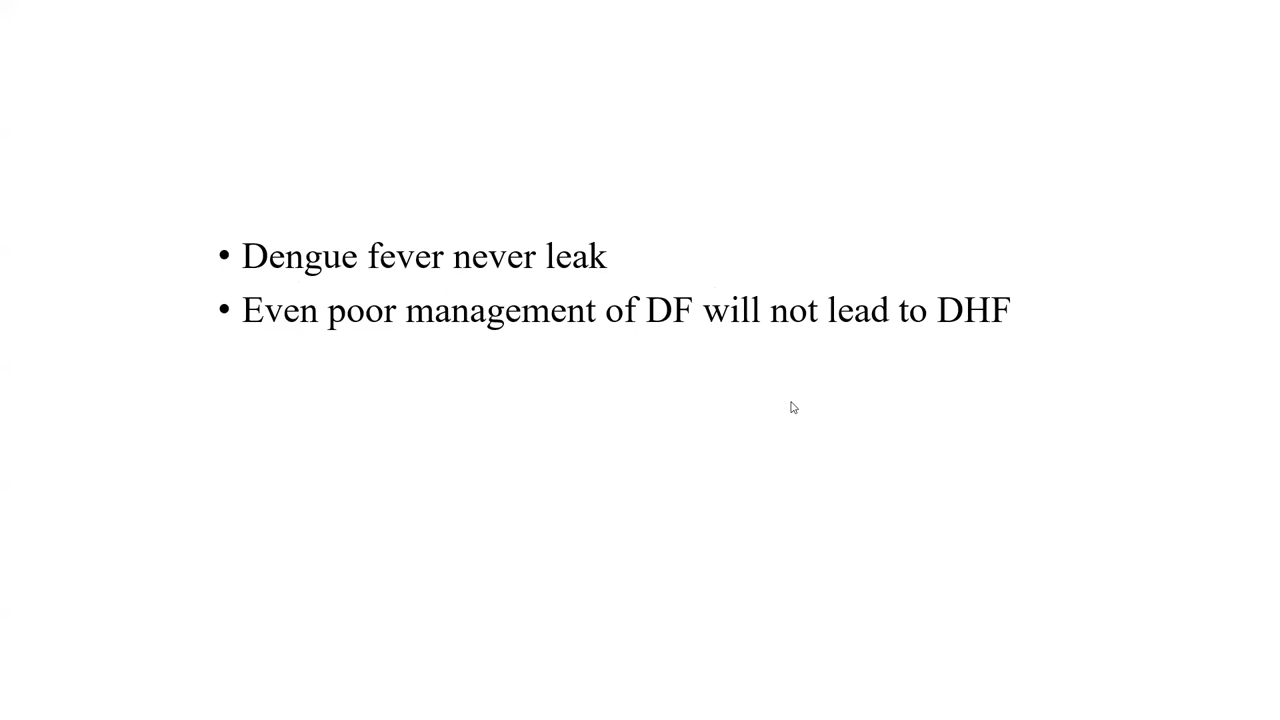 • Dengue fever never leak
• Even poor management of DF will not lead to DHF